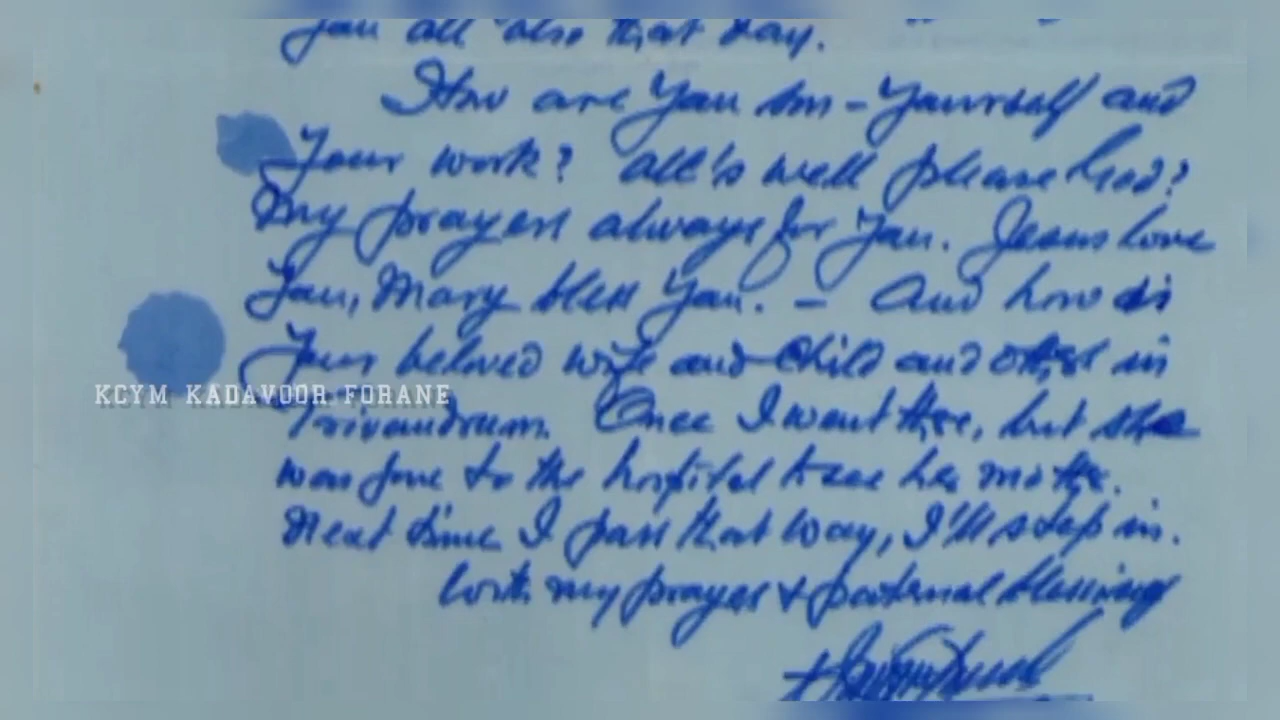 you all also that day.
How are you son - yourself and
your work? All's well please God?
My prayers always for you. Jesus love
you, Mary bless you. - And how is
your beloved wife and child and others in
Trivandrum. Once I went there, but she
was gone to the hospital to see her mother.
Next time I pass that way, I'll step in.
With my prayers & paternal blessings
KCYM KADAVOOR FORANE